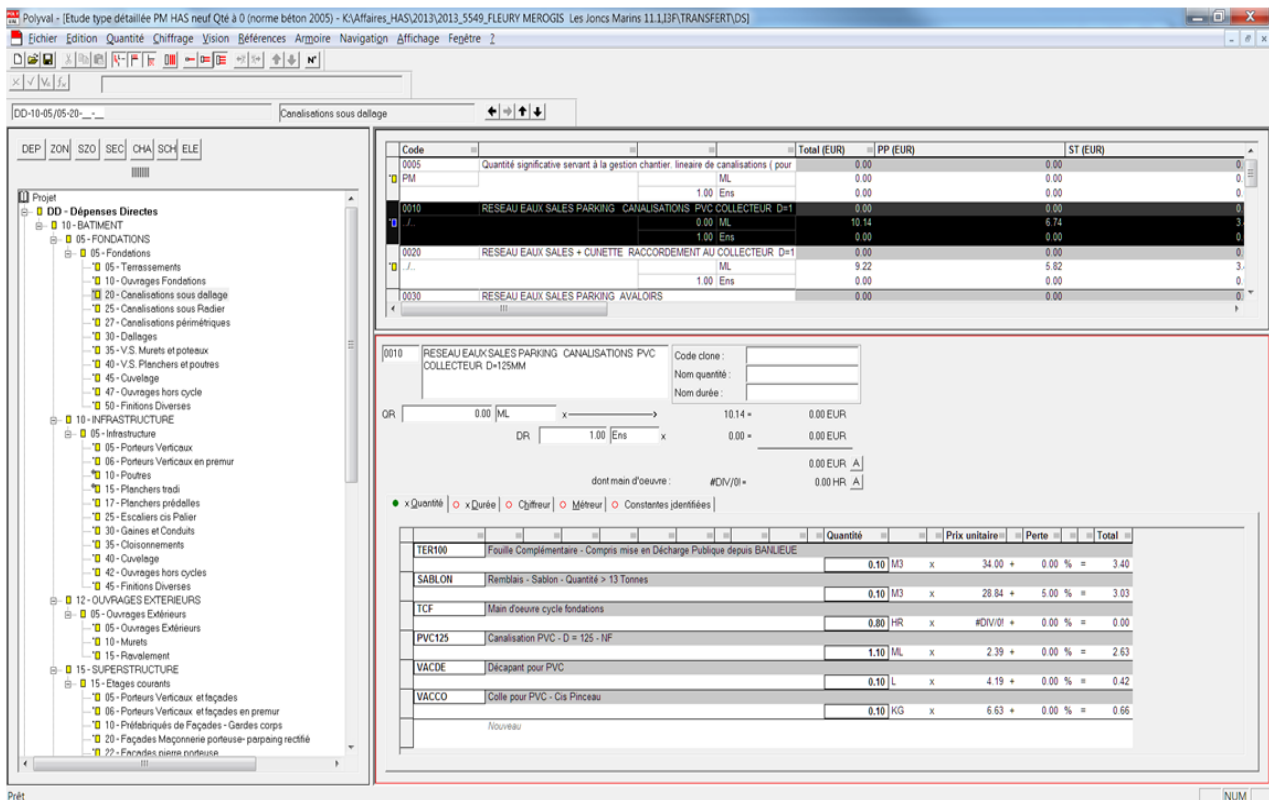 Polyval - [Etude type détaillée PM HAS neuf Qté à 0 (norme béton 2005) - K:\Affaires_HAS\2013\2013_5549_FLEURY MEROGIS Les Joncs Marins 11.1,I3F\TRANSFERT\DS]
Fichier Edition Quantité Chiffrage Vision Références Armoire Navigation Affichage Fenêtre ?
DD-10-05/05-20-__-__ Canalisations sous dallage
DEP ZON SZO SEC CHA SCH ELE
Projet
DD - Dépenses Directes
10 - BATIMENT
05 - FONDATIONS
05 - Fondations
05 - Terrassements
10 - Ouvrages Fondations
20 - Canalisations sous dallage
25 - Canalisations sous Radier
27 - Canalisations périmétriques
30 - Dallages
35 - V.S. Murets et poteaux
40 - V.S. Planchers et poutres
45 - Cuvelage
47 - Ouvrages hors cycle
50 - Finitions Diverses
10 - INFRASTRUCTURE
05 - Infrastructure
05 - Porteurs Verticaux
06 - Porteurs Verticaux en premur
10 - Poutres
15 - Planchers tradi
17 - Planchers prédalles
25 - Escaliers cis Palier
30 - Gaines et Conduits
35 - Cloisonnements
40 - Cuvelage
42 - Ouvrages hors cycles
45 - Finitions Diverses
12 - OUVRAGES EXTERIEURS
05 - Ouvrages Extérieurs
05 - Ouvrages Extérieurs
10 - Murets
15 - Ravalement
15 - SUPERSTRUCTURE
15 - Etages courants
05 - Porteurs Verticaux et façades
06 - Porteurs Verticaux et façades en premur
10 - Préfabriqués de Façades - Gardes corps
20 - Façades Maçonnerie porteuse- parpaing rectifié
22 - Façades pierre porteuse
Code Total (EUR) PP (EUR) ST (EUR)
0005 Quantité significative servant à la gestion chantier. lineaire de canalisations ( pour 0.00 0.00 0.
PM ML 0.00 0.00 0.
1.00 Ens 0.00 0.00 0.
0010 RESEAU EAUX SALES PARKING CANALISATIONS PVC COLLECTEUR D=1 0.00 0.00 0.
../.. 0.00 ML 10.14 6.74 3.
1.00 Ens 0.00 0.00 0.
0020 RESEAU EAUX SALES + CUNETTE RACCORDEMENT AU COLLECTEUR D=1 0.00 0.00 0.
../.. ML 9.22 5.82 3.
1.00 Ens 0.00 0.00 0.
0030 RESEAU EAUX SALES PARKING AVALOIRS 0.00 0.00 0.
0010 RESEAU EAUX SALES PARKING CANALISATIONS PVC
COLLECTEUR D=125MM
Code clone :
Nom quantité :
Nom durée :
QR 0.00 ML x 10.14 = 0.00 EUR
DR 1.00 Ens x 0.00 = 0.00 EUR
0.00 EUR A
dont main d'oeuvre : #DIV/0! = 0.00 HR A
x Quantité x Durée Chiffreur Métreur Constantes identifiées
Quantité Prix unitaire Perte Total
TER100 Fouille Complémentaire - Compris mise en Décharge Publique depuis BANLIEUE
0.10 M3 x 34.00 + 0.00 % = 3.40
SABLON Remblais - Sablon - Quantité > 13 Tonnes
0.10 M3 x 28.84 + 5.00 % = 3.03
TCF Main d'oeuvre cycle fondations
0.80 HR x #DIV/0! + 0.00 % = 0.00
PVC125 Canalisation PVC - D = 125 - NF
1.10 ML x 2.39 + 0.00 % = 2.63
VACDE Décapant pour PVC
0.10 L x 4.19 + 0.00 % = 0.42
VACCO Colle pour PVC - Cis Pinceau
0.10 KG x 6.63 + 0.00 % = 0.66
Nouveau
Prêt NUM